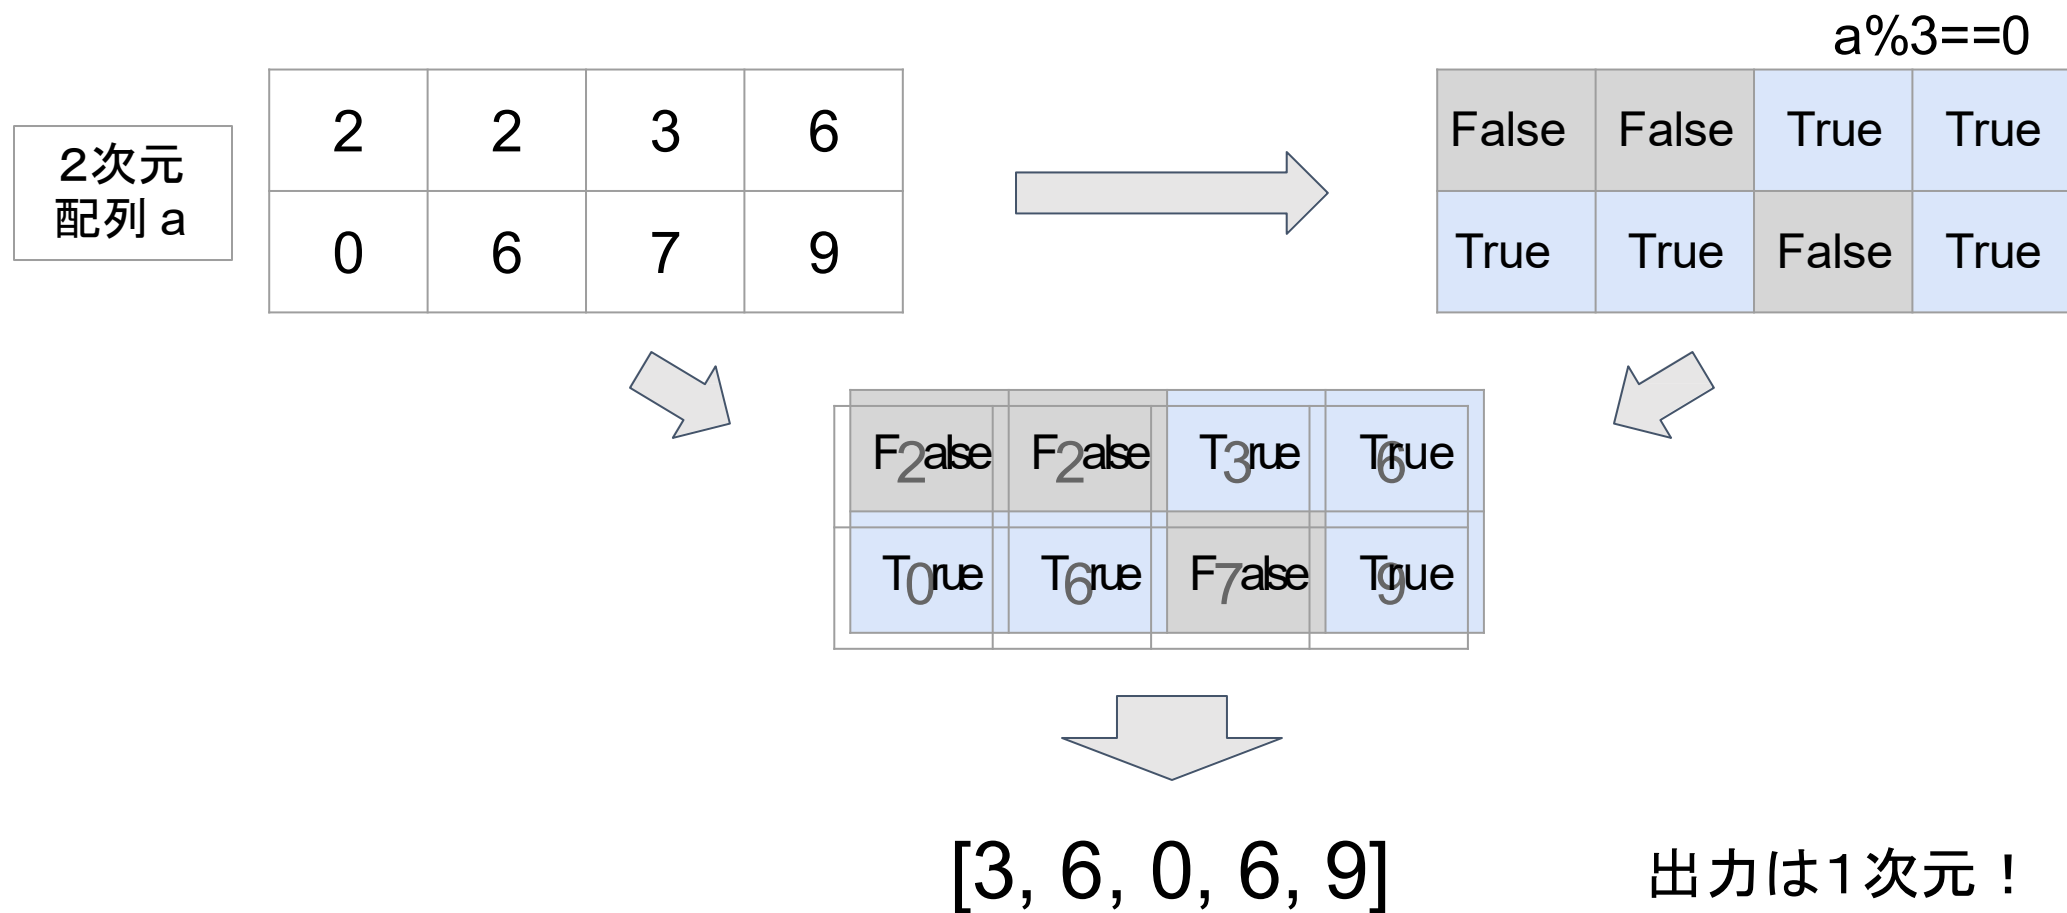 a%3==0
２次元
配列 a
2 2 3 6
0 6 7 9
False False True True
True True False True
False 2 False 2 True 3 True 6
True 0 True 6 False 7 True 9
[3, 6, 0, 6, 9]
出力は１次元！